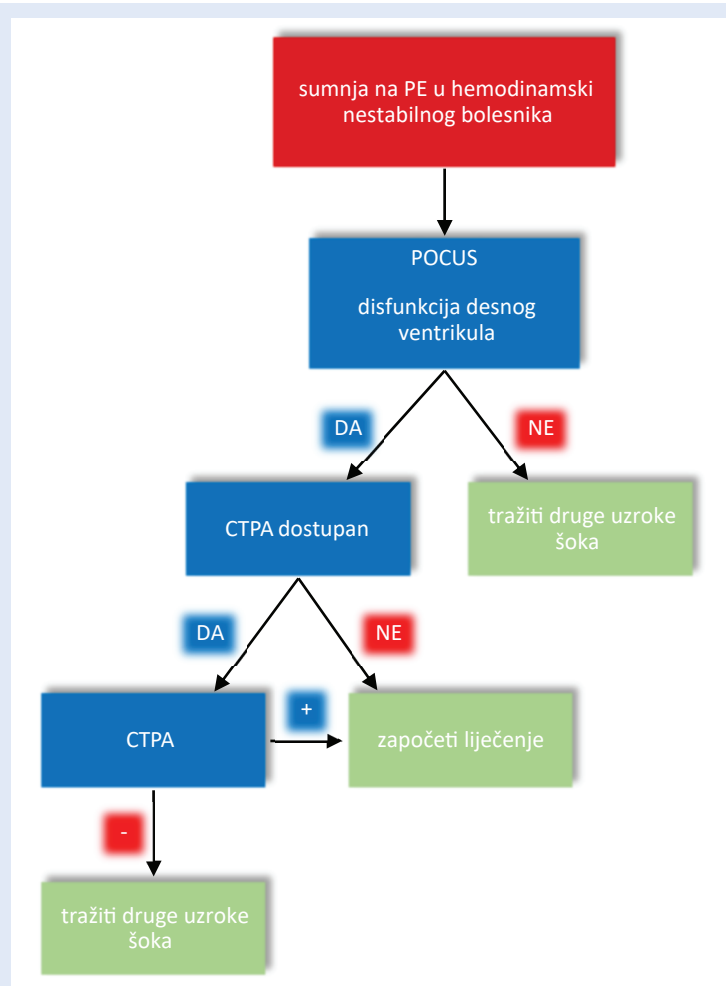 sumnja na PE u hemodinamski
nestabilnog bolesnika
POCUS
disfunkcija desnog
ventrikula
DA
NE
CTPA dostupan
tražiti druge uzroke
šoka
DA
NE
CTPA
+
započeti liječenje
-
tražiti druge uzroke
šoka